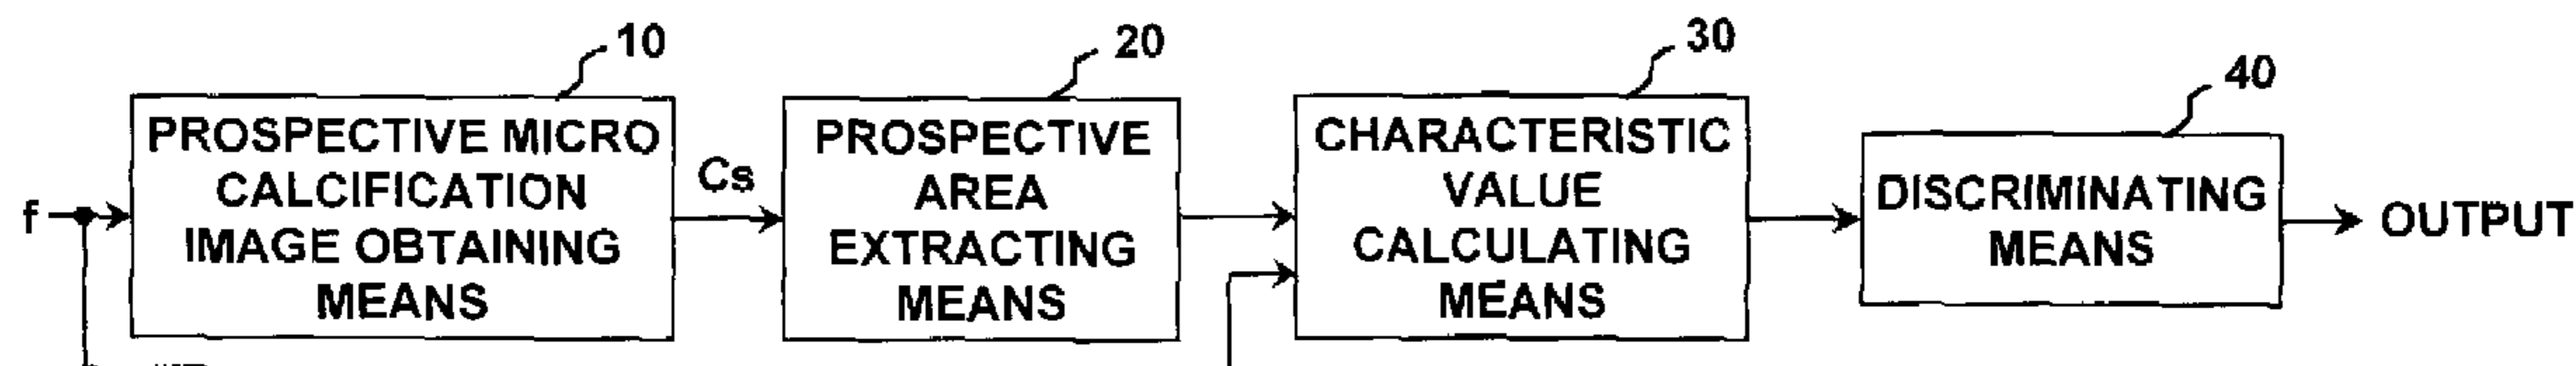 10
20
30
40
PROSPECTIVE MICRO
CALCIFICATION
IMAGE OBTAINING
MEANS
PROSPECTIVE
AREA
EXTRACTING
MEANS
CHARACTERISTIC
VALUE
CALCULATING
MEANS
DISCRIMINATING
MEANS
f
Cs
OUTPUT